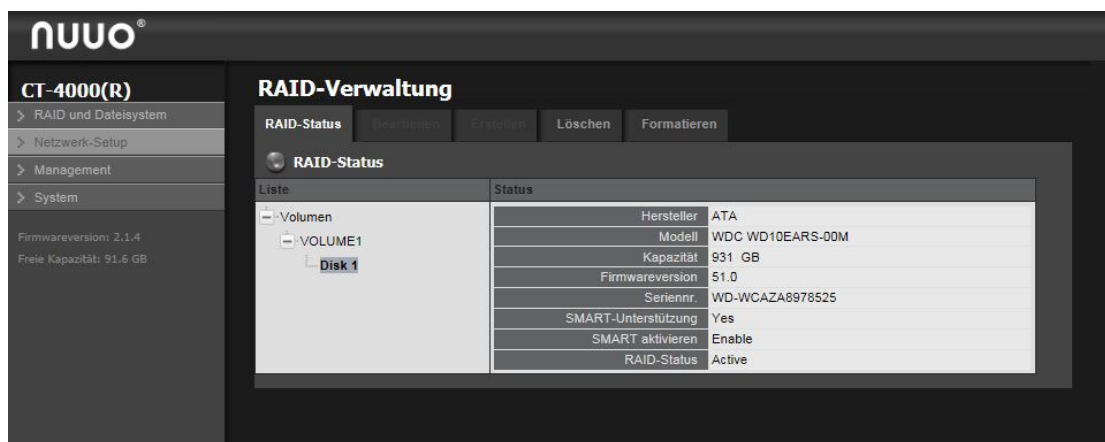 nuuo®
CT-4000(R)
> RAID und Dateisystem
> Netzwerk-Setup
> Management
> System
Firmwareversion: 2.1.4
Freie Kapazität: 91.6 GB
RAID-Verwaltung
RAID-Status Bearbeiten Erstellen Löschen Formatieren
RAID-Status
Liste Status
Volumen
VOLUME1
Disk 1
Hersteller ATA
Modell WDC WD10EARS-00M
Kapazität 931 GB
Firmwareversion 51.0
Seriennr. WD-WCAZA8978525
SMART-Unterstützung Yes
SMART aktivieren Enable
RAID-Status Active